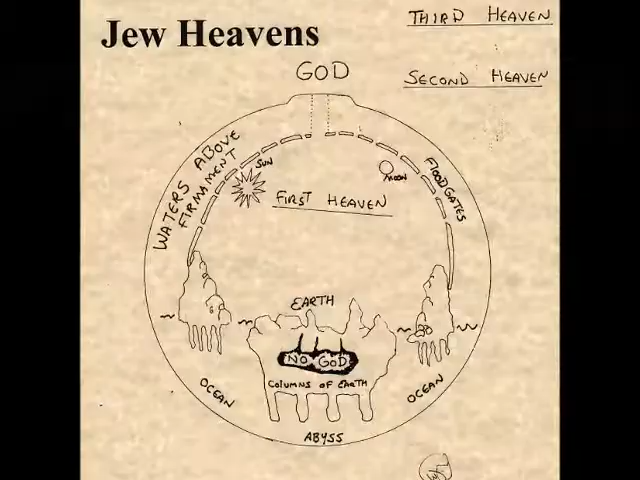 Jew Heavens
THIRD HEAVEN
GOD
SECOND HEAVEN
WATERS ABOVE
FIRMAMENT
SUN
MOON
FLOODGATES
FIRST HEAVEN
EARTH
NO GOD
COLUMNS OF EARTH
OCEAN
OCEAN
ABYSS